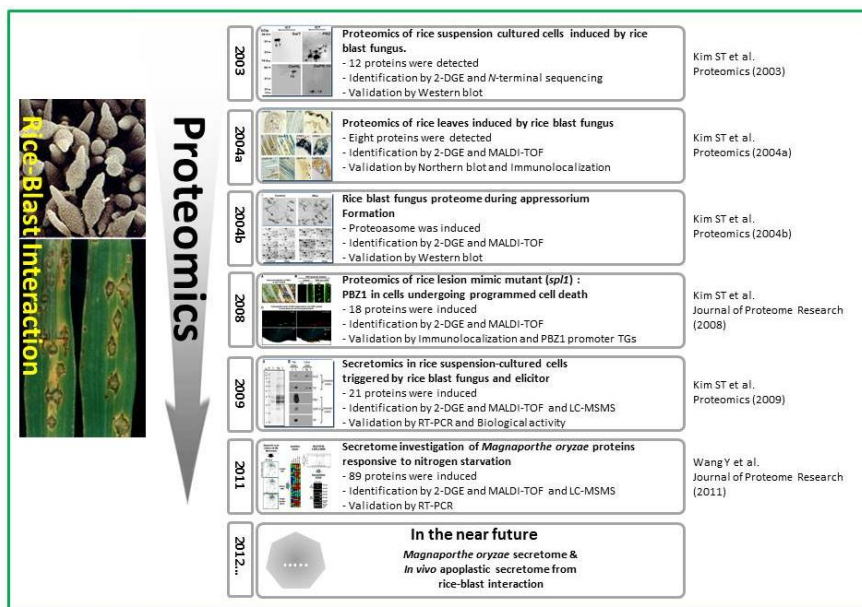 Rice-Blast Interaction
Proteomics
2003
Proteomics of rice suspension cultured cells induced by rice
blast fungus.
- 12 proteins were detected
- Identification by 2-DGE and N-terminal sequencing
- Validation by Western blot
Kim ST et al.
Proteomics (2003)
2004a
Proteomics of rice leaves induced by rice blast fungus
- Eight proteins were detected
- Identification by 2-DGE and MALDI-TOF
- Validation by Northern blot and Immunolocalization
Kim ST et al.
Proteomics (2004a)
2004b
Rice blast fungus proteome during appressorium
Formation
- Proteoasome was induced
- Identification by 2-DGE and MALDI-TOF
- Validation by Western blot
Kim ST et al.
Proteomics (2004b)
2008
Proteomics of rice lesion mimic mutant (spl1) :
PBZ1 in cells undergoing programmed cell death
- 18 proteins were induced
- Identification by 2-DGE and MALDI-TOF
- Validation by Immunolocalization and PBZ1 promoter TGs
Kim ST et al.
Journal of Proteome Research
(2008)
2009
Secretomics in rice suspension-cultured cells
triggered by rice blast fungus and elicitor
- 21 proteins were induced
- Identification by 2-DGE and MALDI-TOF and LC-MSMS
- Validation by RT-PCR and Biological activity
Kim ST et al.
Proteomics (2009)
2011
Secretome investigation of Magnaporthe oryzae proteins
responsive to nitrogen starvation
- 89 proteins were induced
- Identification by 2-DGE and MALDI-TOF and LC-MSMS
- Validation by RT-PCR
Wang Y et al.
Journal of Proteome Research
(2011)
2012...
In the near future
Magnaporthe oryzae secretome &
In vivo apoplastic secretome from
rice-blast interaction